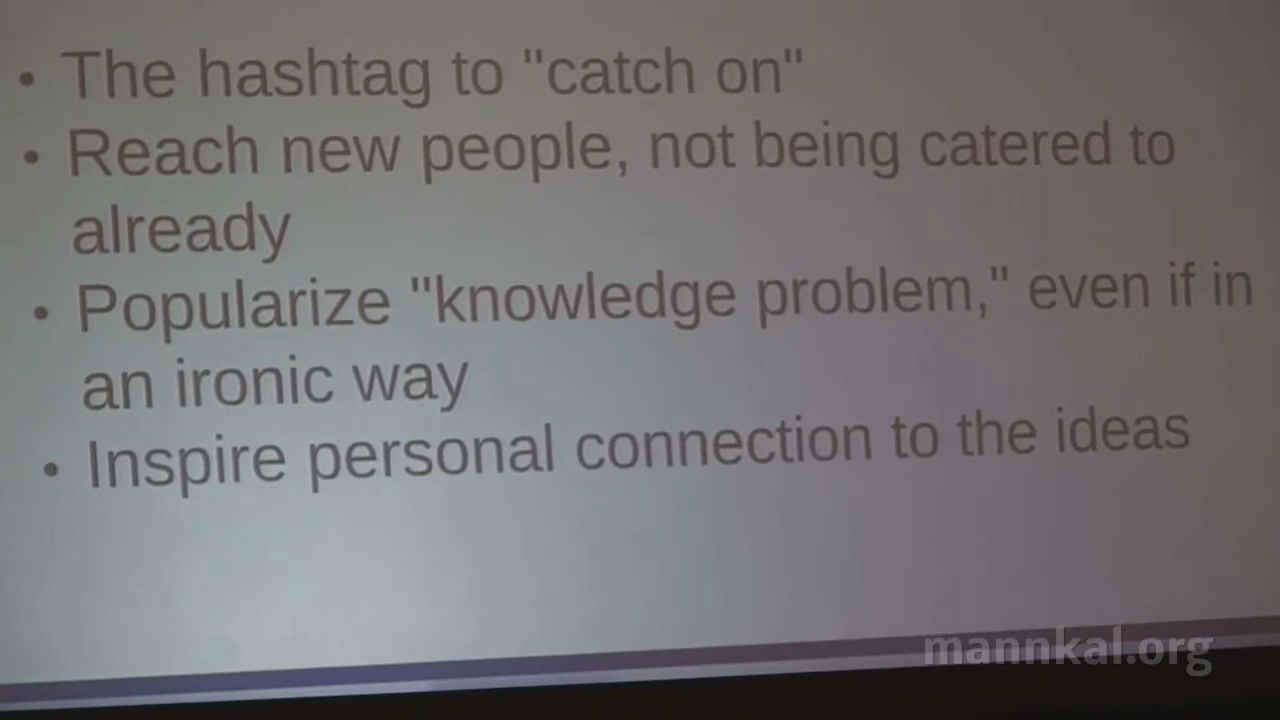 • The hashtag to "catch on"
• Reach new people, not being catered to
already
• Popularize "knowledge problem," even if in
an ironic way
• Inspire personal connection to the ideas
mannkal.org